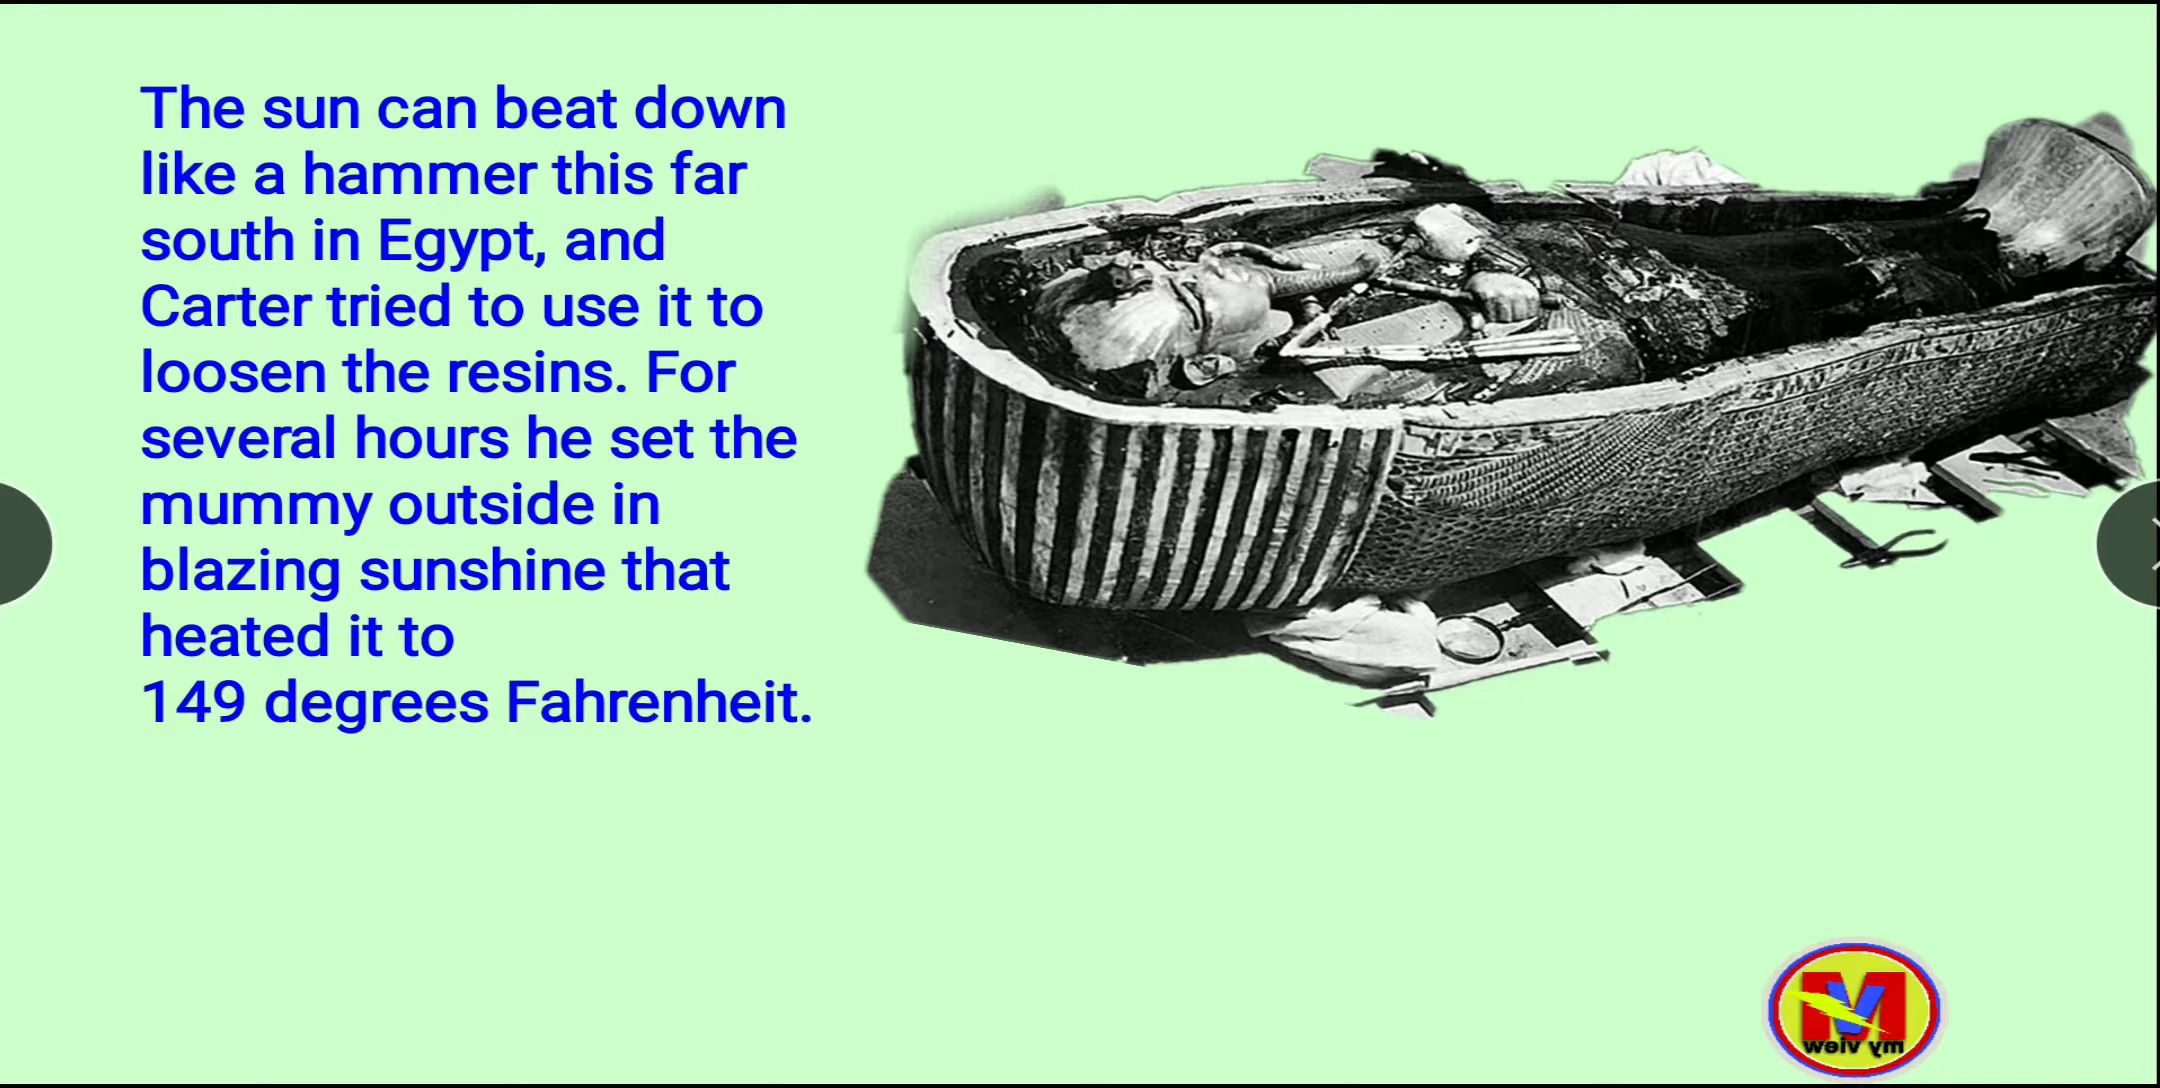 The sun can beat down
like a hammer this far
south in Egypt, and
Carter tried to use it to
loosen the resins. For
several hours he set the
mummy outside in
blazing sunshine that
heated it to
149 degrees Fahrenheit.
MV
my view